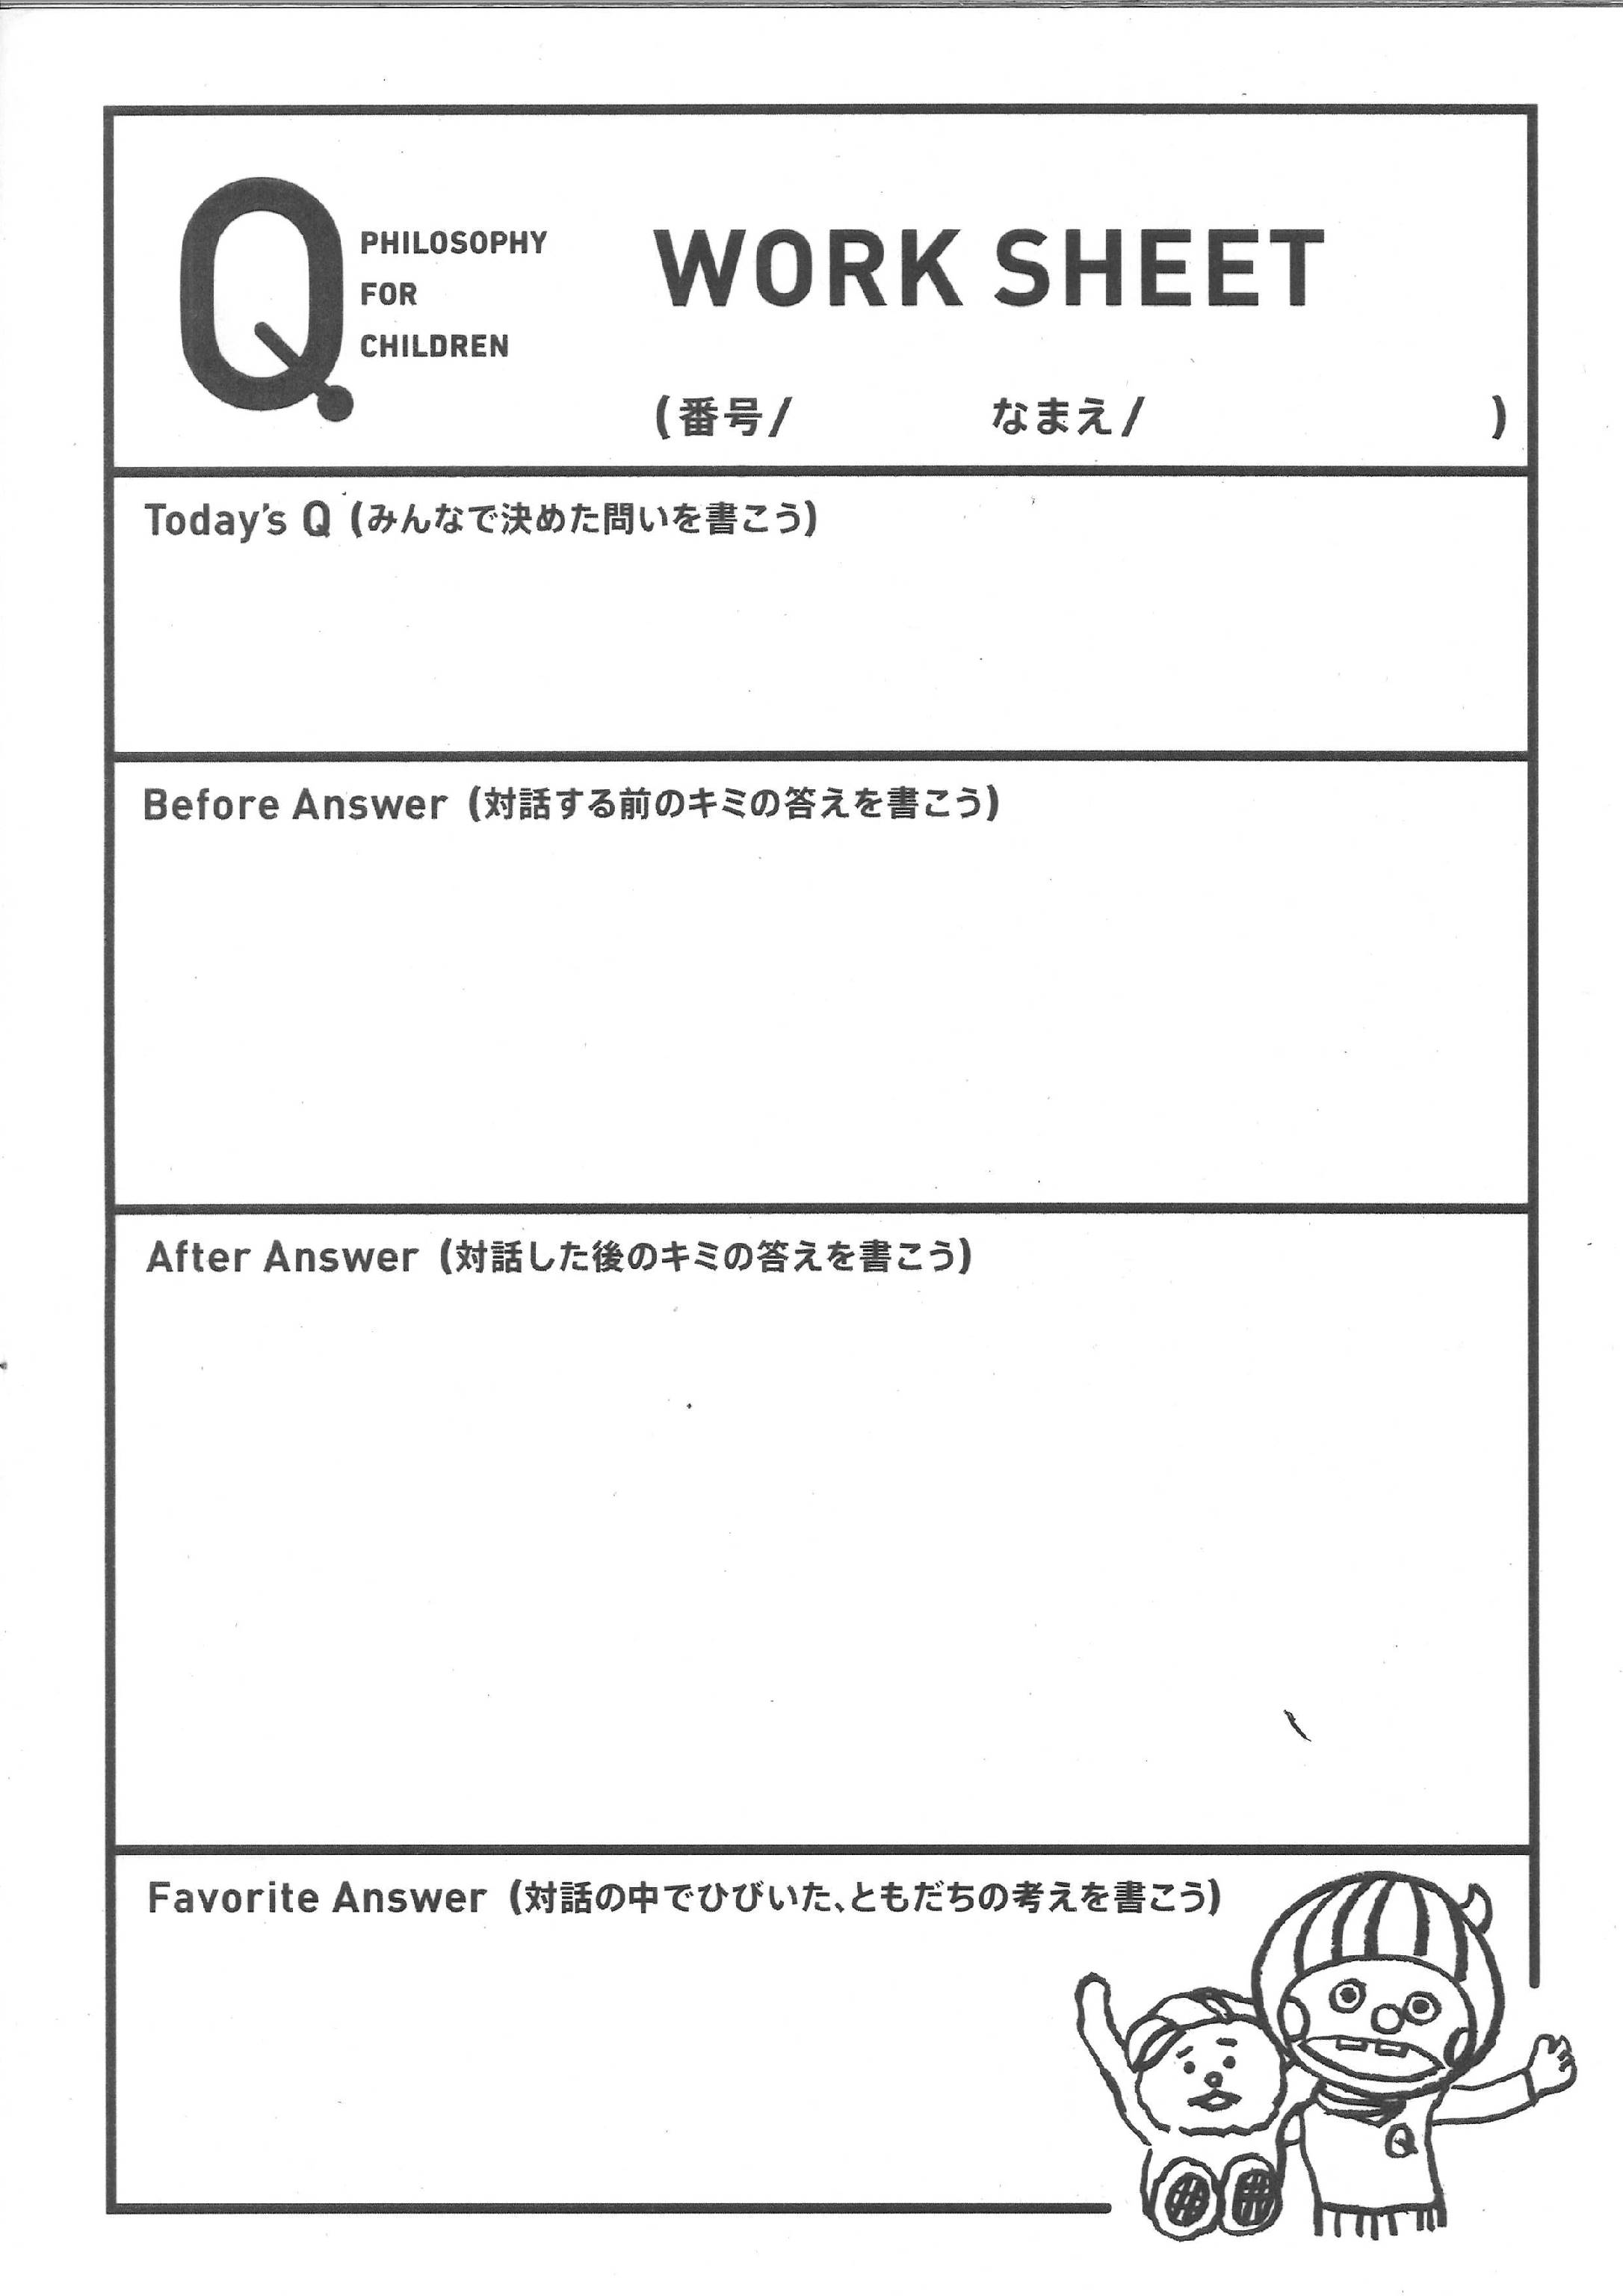 Q
PHILOSOPHY
FOR
CHILDREN
WORK SHEET
(番号/ なまえ/ )
Today's Q (みんなで決めた問いを書こう)
Before Answer (対話する前のキミの答えを書こう)
After Answer (対話した後のキミの答えを書こう)
Favorite Answer (対話の中でひびいた、ともだちの考えを書こう)
Q